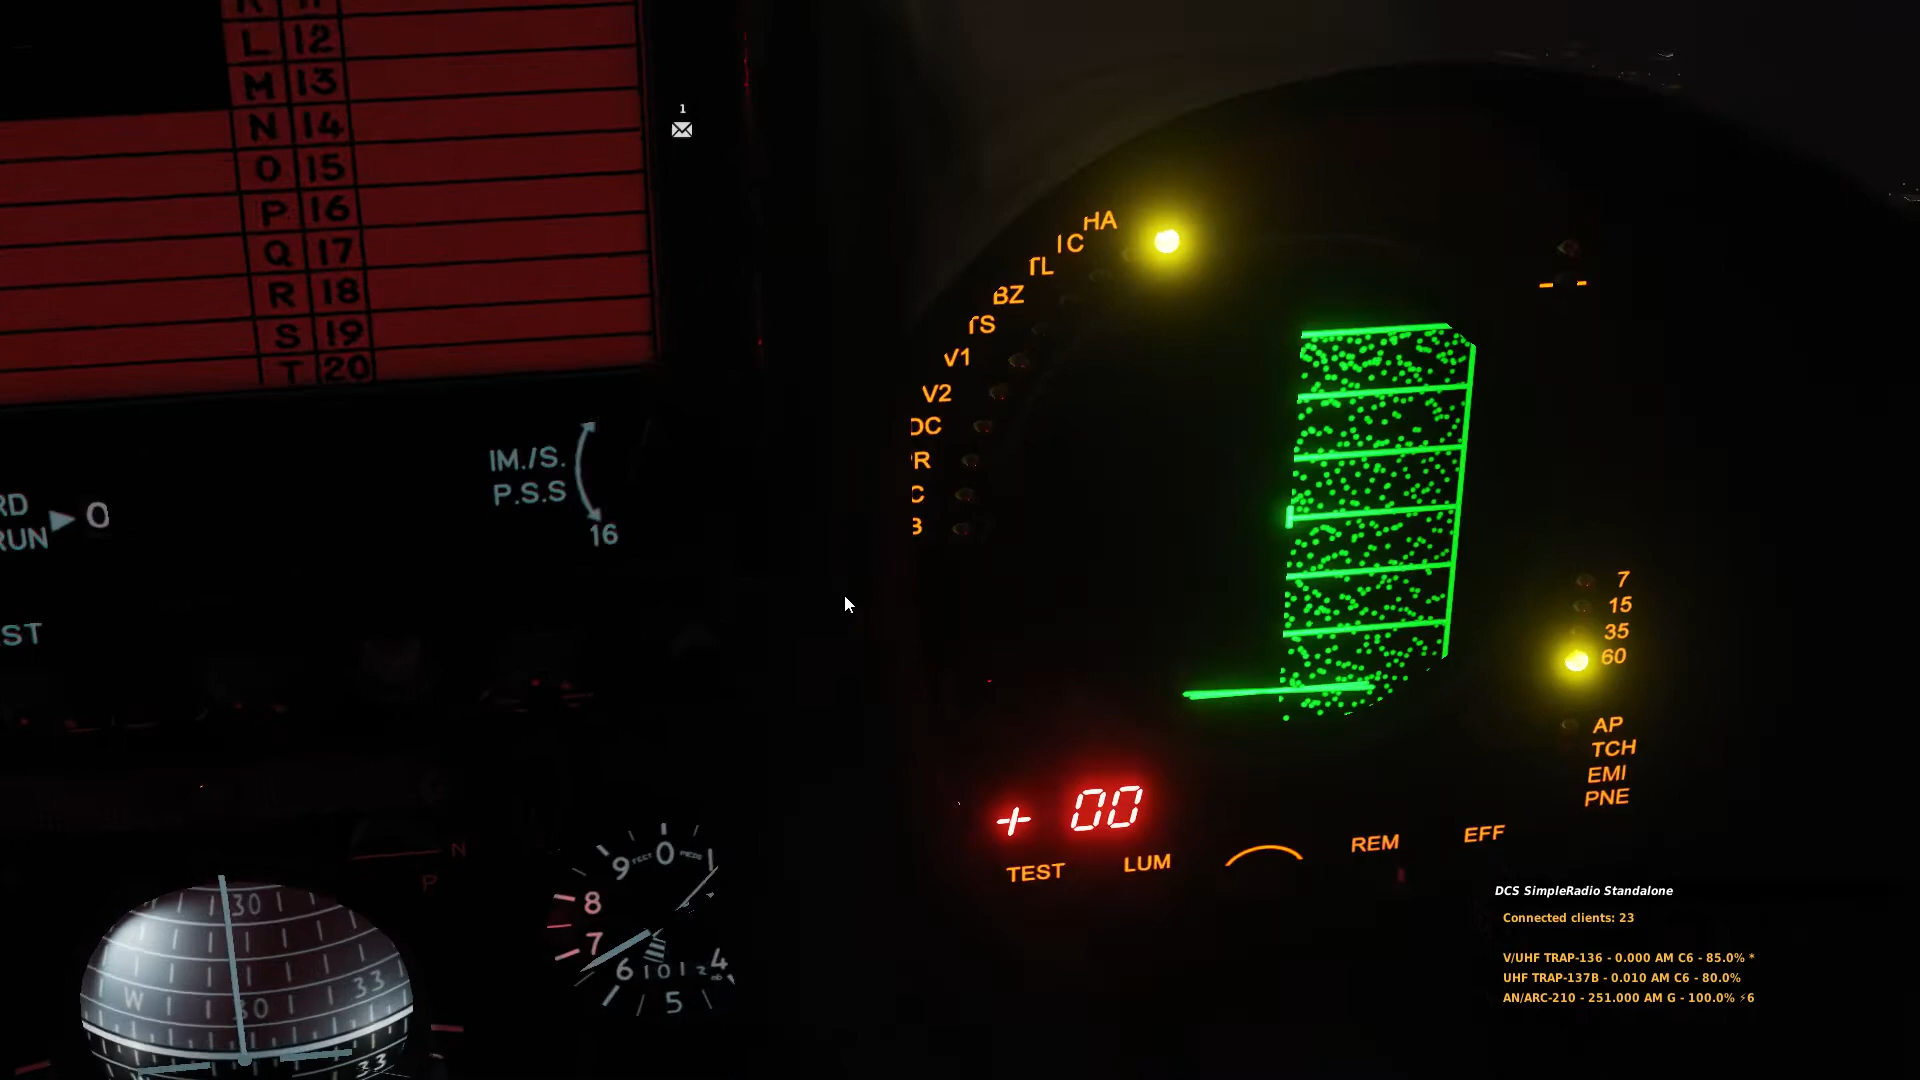 L 12
M 13
N 14
O 15
P 16
Q 17
R 18
S 19
T 20
1
HA
IC
TL
BZ
TS
V1
V2
DC
IM./S.
P.S.S
16
RD
RUN 0
ST
7
15
35
60
AP
TCH
EMI
PNE
+ 00
TEST LUM REM EFF
N
P
9 0 1
8
7
6 1012 4
5
30
W 30 33
33
DCS SimpleRadio Standalone
Connected clients: 23
V/UHF TRAP-136 - 0.000 AM C6 - 85.0% *
UHF TRAP-137B - 0.010 AM C6 - 80.0%
AN/ARC-210 - 251.000 AM G - 100.0% ⚡6